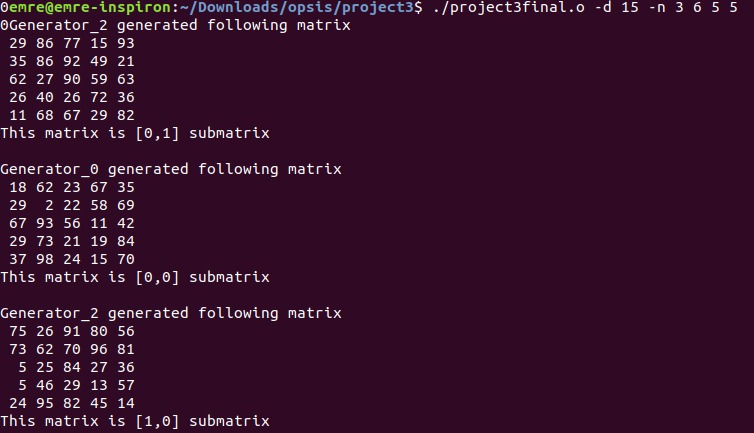 0emre@emre-inspiron:~/Downloads/opsis/project3$ ./project3final.o -d 15 -n 3 6 5 5
0Generator_2 generated following matrix
 29 86 77 15 93
 35 86 92 49 21
 62 27 90 59 63
 26 40 26 72 36
 11 68 67 29 82
This matrix is [0,1] submatrix

Generator_0 generated following matrix
 18 62 23 67 35
 29  2 22 58 69
 67 93 56 11 42
 29 73 21 19 84
 37 98 24 15 70
This matrix is [0,0] submatrix

Generator_2 generated following matrix
 75 26 91 80 56
 73 62 70 96 81
  5 25 84 27 36
  5 46 29 13 57
 24 95 82 45 14
This matrix is [1,0] submatrix